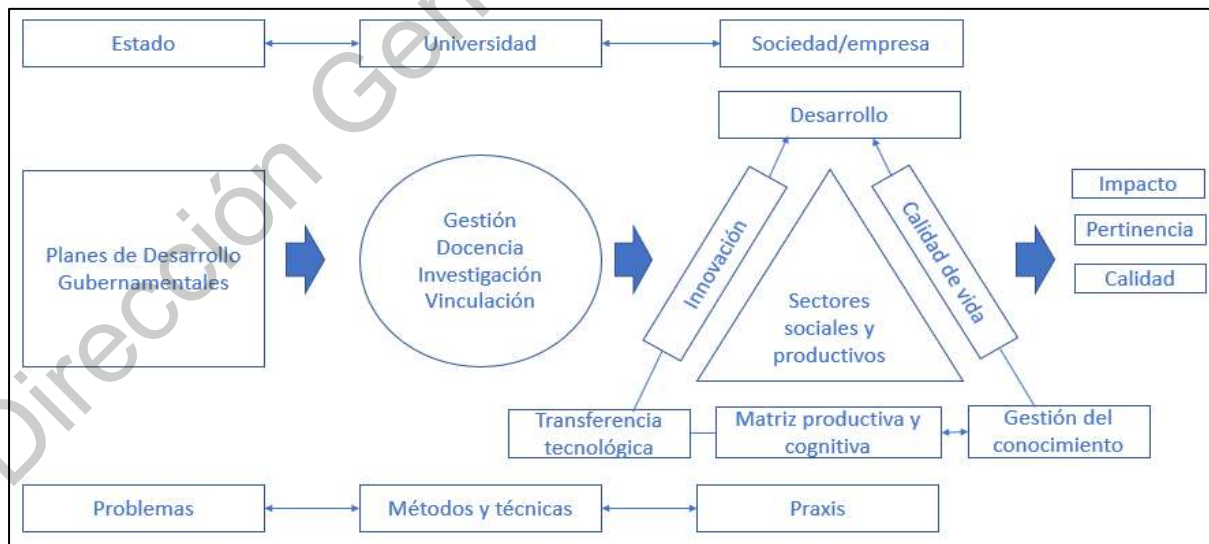 Estado
Universidad
Sociedad/empresa
Desarrollo
Planes de Desarrollo
Gubernamentales
Gestión
Docencia
Investigación
Vinculación
Innovación
Calidad de vida
Sectores
sociales y
productivos
Impacto
Pertinencia
Calidad
Transferencia
tecnológica
Matriz productiva y
cognitiva
Gestión del
conocimiento
Problemas
Métodos y técnicas
Praxis
Dirección